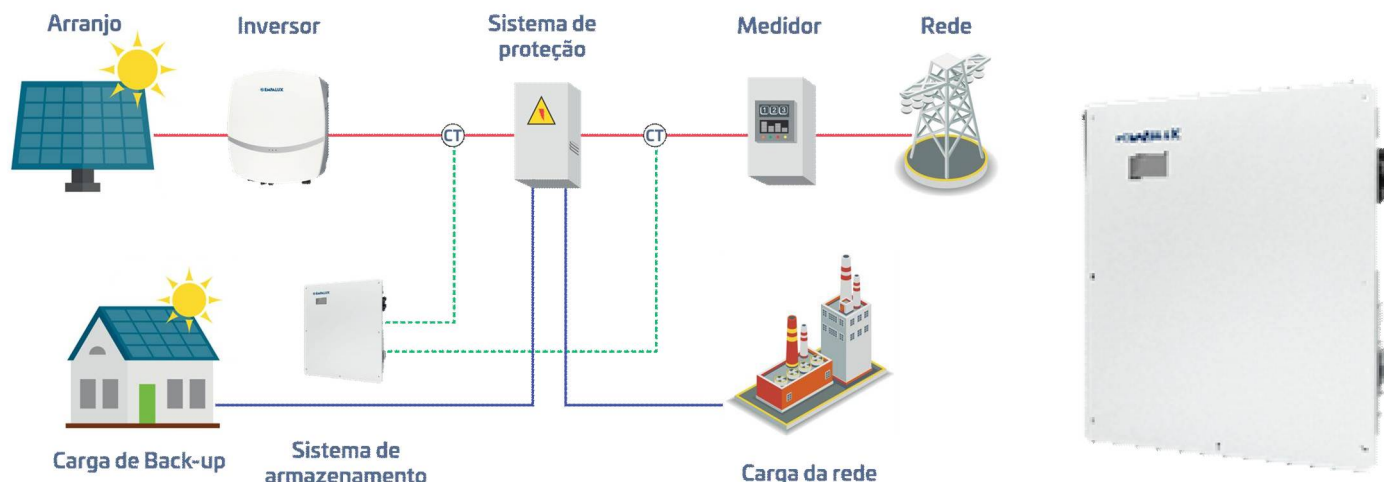 Arranjo
Inversor
Sistema de
proteção
Medidor
Rede
CT
CT
123
Carga de Back-up
Sistema de
armazenamento
Carga da rede